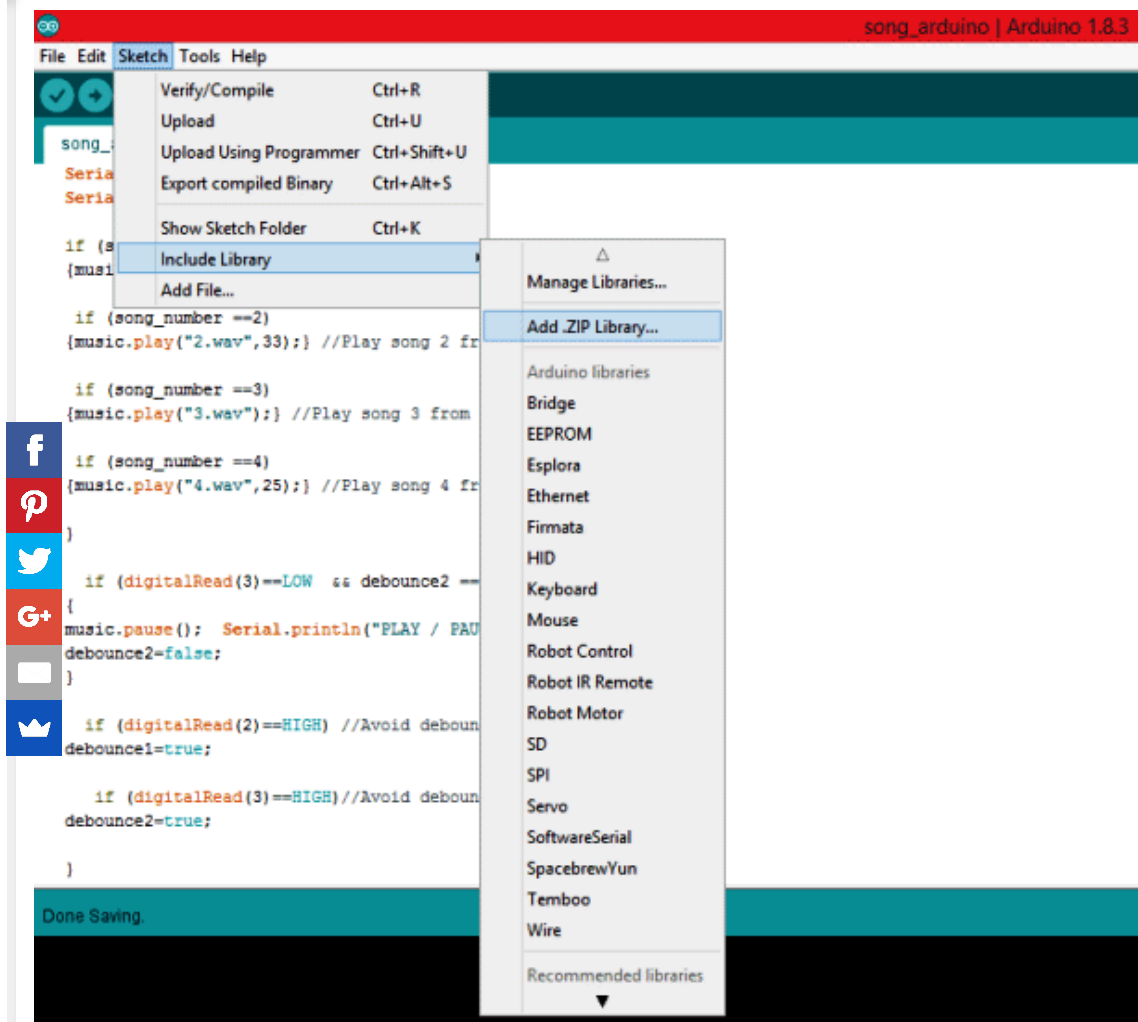 song_arduino | Arduino 1.8.3
File Edit Sketch Tools Help
Verify/Compile Ctrl+R
Upload Ctrl+U
Upload Using Programmer Ctrl+Shift+U
Export compiled Binary Ctrl+Alt+S
Show Sketch Folder Ctrl+K
Include Library
Add File...
Manage Libraries...
Add .ZIP Library...
Arduino libraries
Bridge
EEPROM
Esplora
Ethernet
Firmata
HID
Keyboard
Mouse
Robot Control
Robot IR Remote
Robot Motor
SD
SPI
Servo
SoftwareSerial
SpacebrewYun
Temboo
Wire
Recommended libraries
song_
Seria
Seria
if (s
{musi
if (song_number ==2)
{music.play("2.wav",33);} //Play song 2 fr
if (song_number ==3)
{music.play("3.wav");} //Play song 3 from
if (song_number ==4)
{music.play("4.wav",25);} //Play song 4 fr
}
if (digitalRead(3)==LOW && debounce2 ==
{
music.pause(); Serial.println("PLAY / PAU
debounce2=false;
}
if (digitalRead(2)==HIGH) //Avoid deboun
debounce1=true;
if (digitalRead(3)==HIGH)//Avoid deboun
debounce2=true;
}
Done Saving.
f
G+